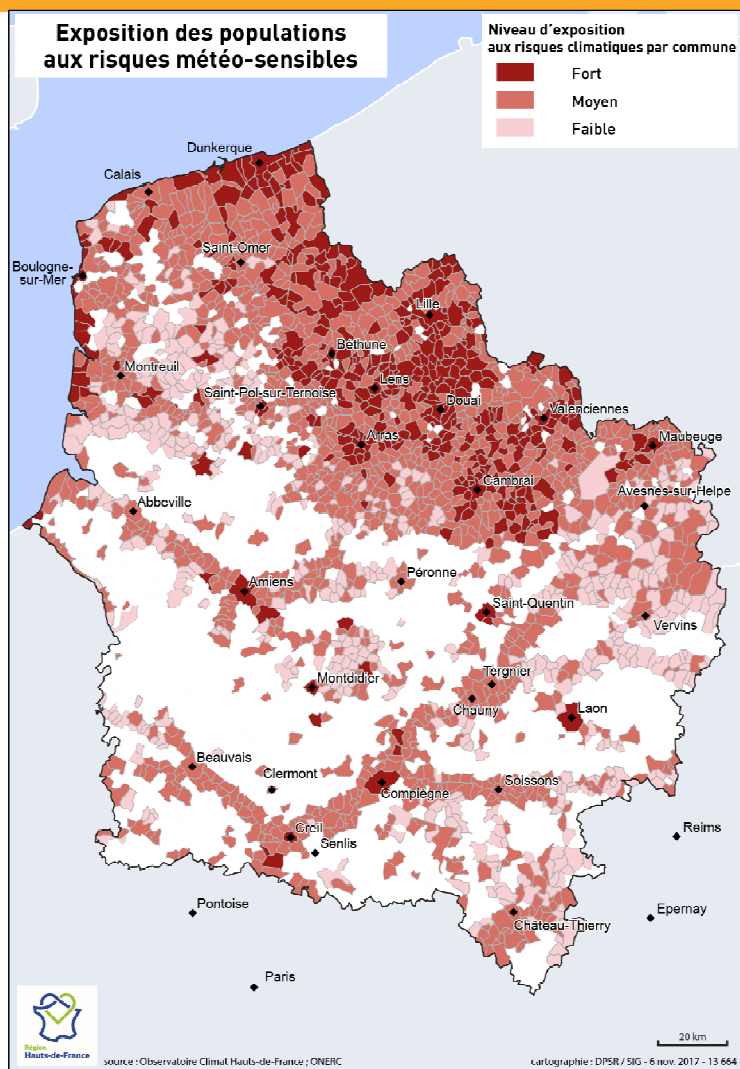 Exposition des populations
aux risques météo-sensibles
Niveau d'exposition
aux risques climatiques par commune
Fort
Moyen
Faible
Dunkerque
Calais
Saint-Omer
Boulogne-
sur-Mer
Lille
Béthune
Montreuil
Lens
Saint-Pol-sur-Ternoise
Douai
Valenciennes
Arras
Maubeuge
Cambrai
Avesnes-sur-Helpe
Abbeville
Amiens
Péronne
Saint-Quentin
Vervins
Montdidier
Tergnier
Chauny
Laon
Beauvais
Clermont
Compiègne
Soissons
Creil
Senlis
Reims
Pontoise
Château-Thierry
Epernay
Paris
Région
Hauts-de-France
20 km
source : Observatoire Climat Hauts-de-France ; ONERC
cartographie : DPSR / SIG - 6 nov. 2017 - 13 664